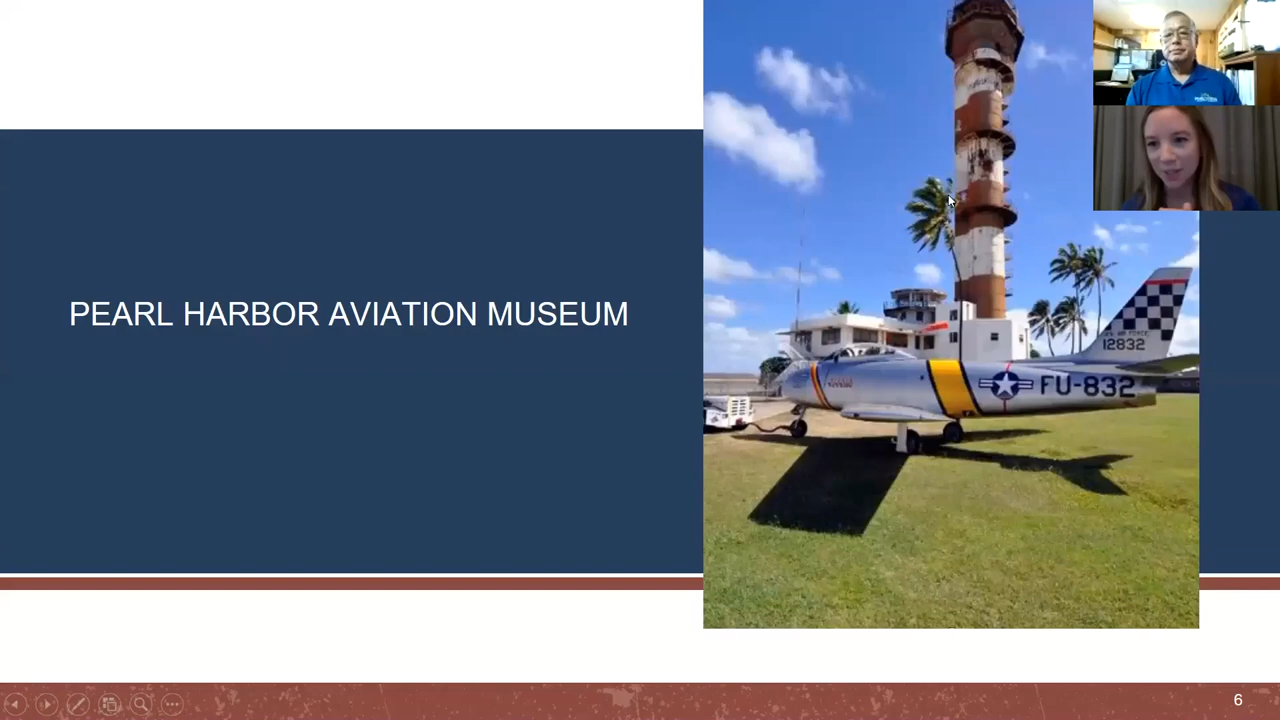 PEARL HARBOR AVIATION MUSEUM
U.S. AIR FORCE
12832
FU-832
6